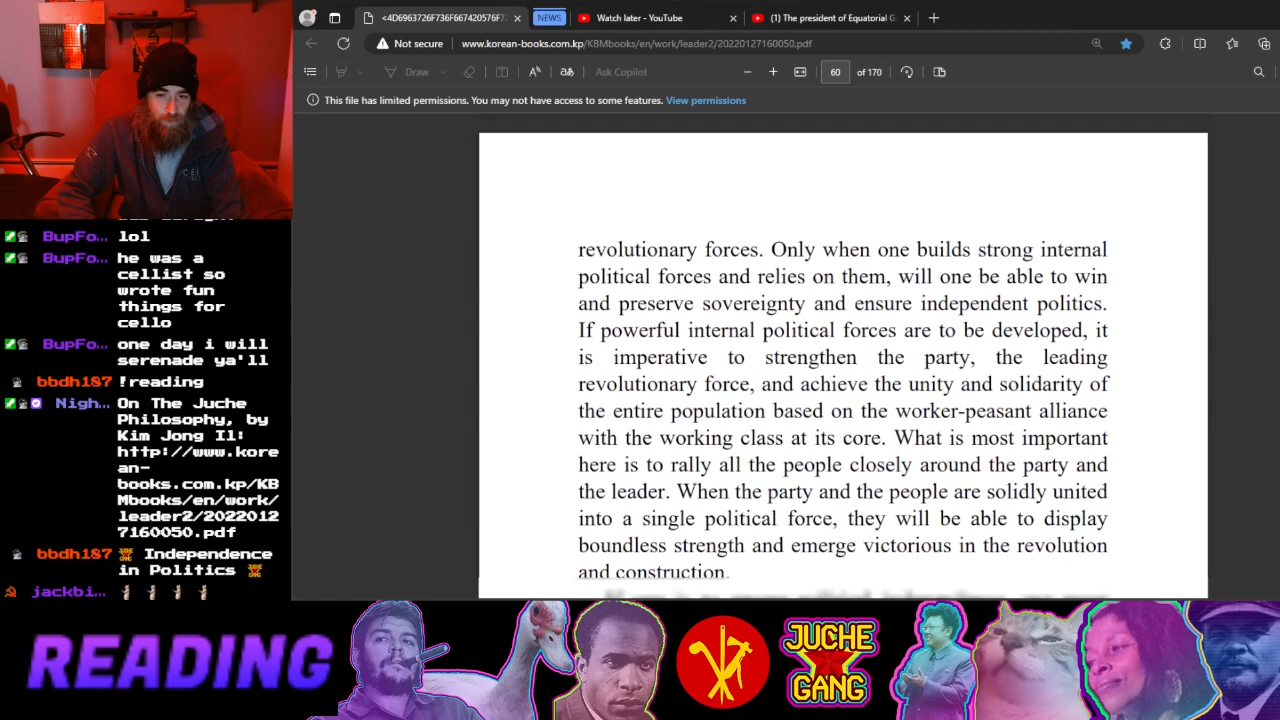 <4D6963726F736F667420576F72
NEWS
Watch later - YouTube
(1) The president of Equatorial G
Not secure
www.korean-books.com.kp/KBMbooks/en/work/leader2/20220127160050.pdf
Draw
Ask Copilot
60 of 170
This file has limited permissions. You may not have access to some features. View permissions
revolutionary forces. Only when one builds strong internal
political forces and relies on them, will one be able to win
and preserve sovereignty and ensure independent politics.
If powerful internal political forces are to be developed, it
is imperative to strengthen the party, the leading
revolutionary force, and achieve the unity and solidarity of
the entire population based on the worker-peasant alliance
with the working class at its core. What is most important
here is to rally all the people closely around the party and
the leader. When the party and the people are solidly united
into a single political force, they will be able to display
boundless strength and emerge victorious in the revolution
and construction.
BupFo... lol
BupFo... he was a
cellist so
wrote fun
things for
cello
BupFo... one day i will
serenade ya'll
bbdh187 !reading
Nigh... On The Juche
Philosophy, by
Kim Jong Il:
http://www.kore
an-
books.com.kp/KB
Mbooks/en/work/
leader2/2022012
7160050.pdf
bbdh187 Independence
in Politics
jackbi...
READING
JUCHE
GANG